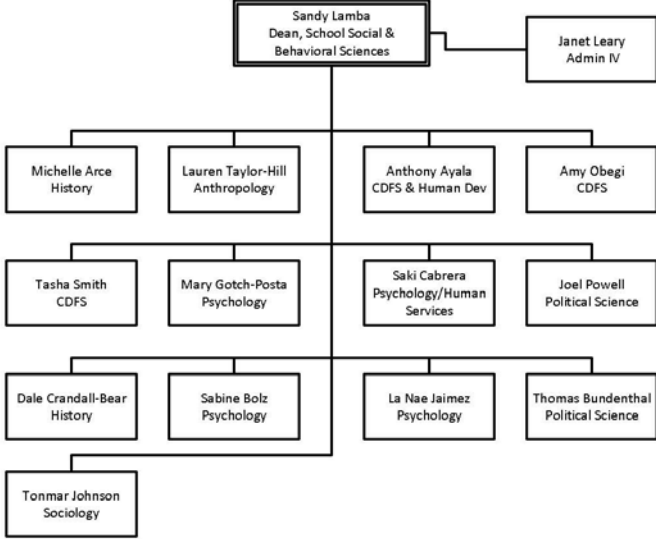 Sandy Lamba
Dean, School Social &
Behavioral Sciences
Janet Leary
Admin IV
Michelle Arce
History
Lauren Taylor-Hill
Anthropology
Anthony Ayala
CDFS & Human Dev
Amy Obegi
CDFS
Tasha Smith
CDFS
Mary Gotch-Posta
Psychology
Saki Cabrera
Psychology/Human
Services
Joel Powell
Political Science
Dale Crandall-Bear
History
Sabine Bolz
Psychology
La Nae Jaimez
Psychology
Thomas Bundenthal
Political Science
Tonmar Johnson
Sociology